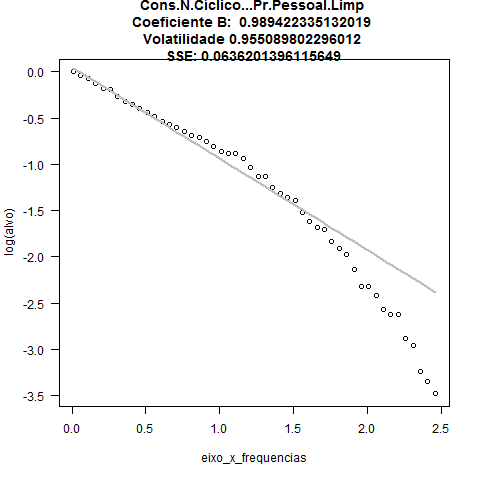 Cons.N.Ciclico...Pr.Pessoal.Limp
Coeficiente B:  0.989422335132019
Volatilidade 0.955089802296012
SSE: 0.0636201396115649
0.0
-0.5
-1.0
-1.5
-2.0
-2.5
-3.0
-3.5
log(alvo)
0.0 0.5 1.0 1.5 2.0 2.5
eixo_x_frequencias